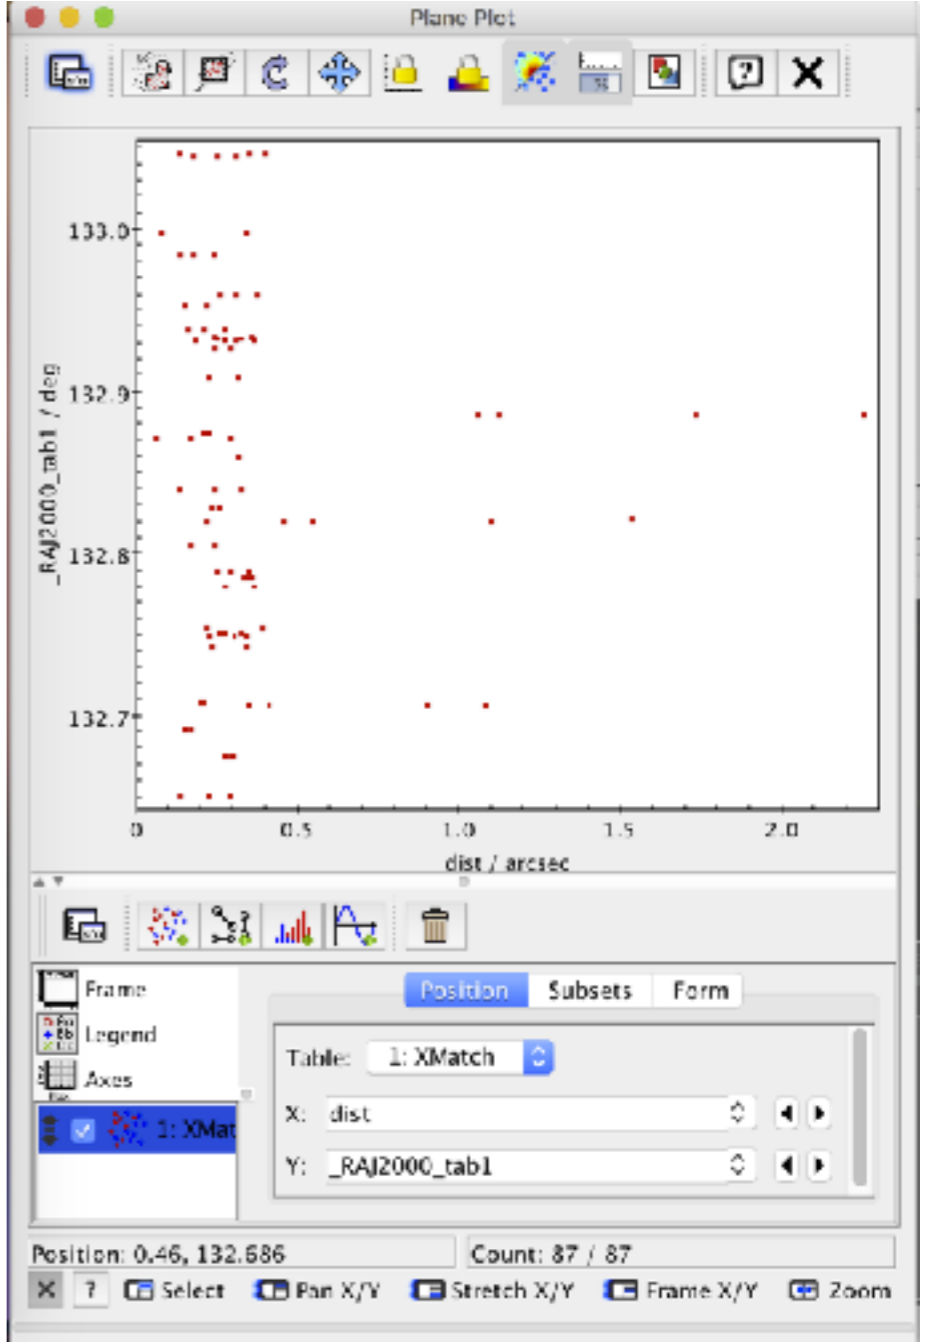 Plane Plot
133.0
132.9
132.8
132.7
_RAJ2000_tab1 / deg
0 0.5 1.0 1.5 2.0
dist / arcsec
Frame
Legend
Axes
1: XMat
Position Subsets Form
Table: 1: XMatch
X: dist
Y: _RAJ2000_tab1
Position: 0.46, 132.686 Count: 87 / 87
? Select Pan X/Y Stretch X/Y Frame X/Y Zoom